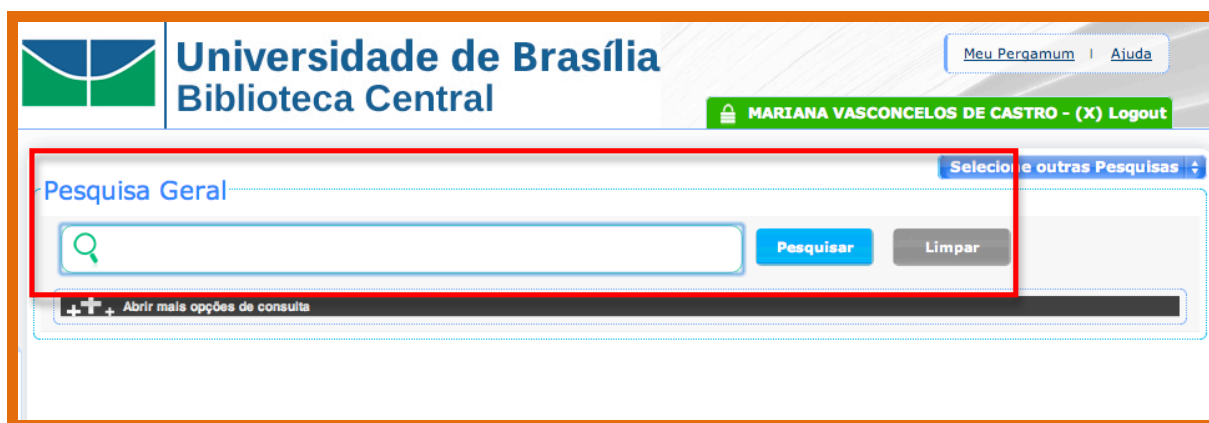 Universidade de Brasília
Biblioteca Central
Meu Pergamum | Ajuda
MARIANA VASCONCELOS DE CASTRO - (X) Logout
Selecione outras Pesquisas
Pesquisa Geral
Pesquisar
Limpar
Abrir mais opções de consulta